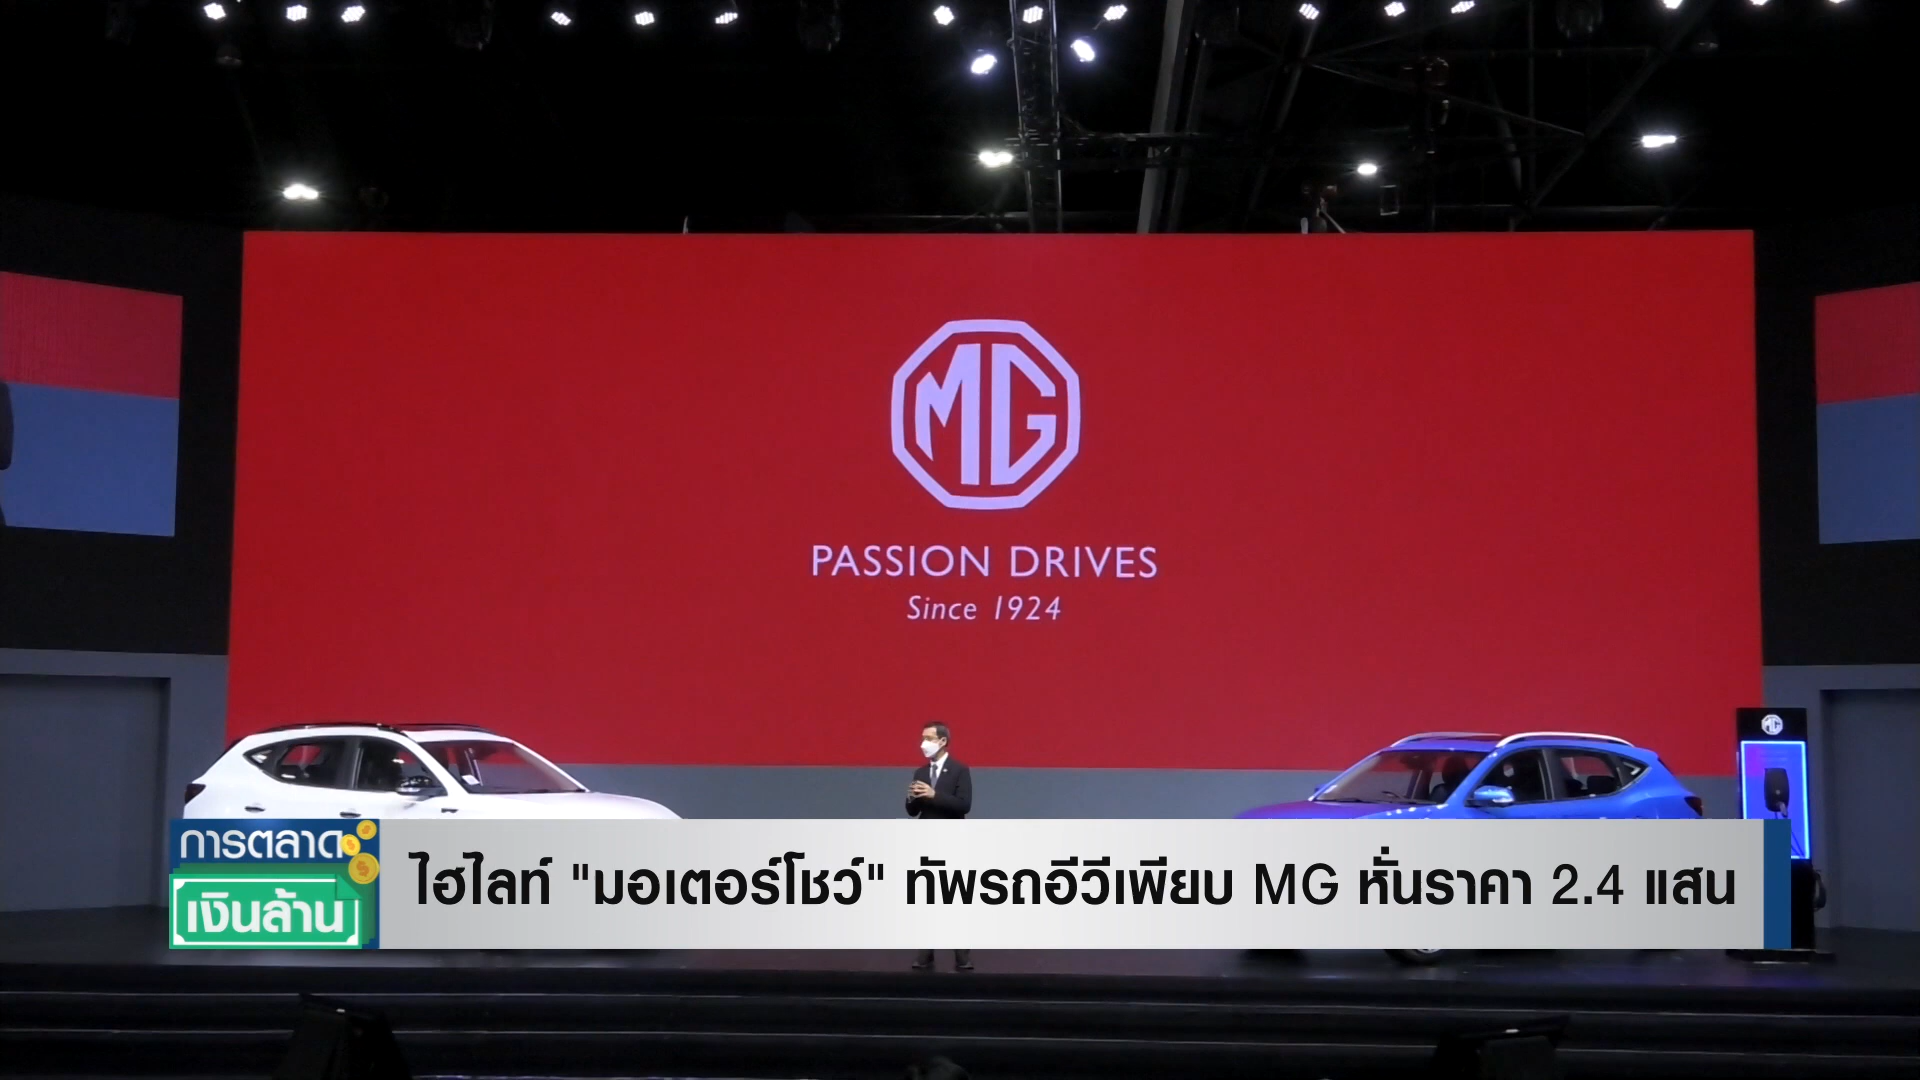 MG
PASSION DRIVES
Since 1924
MG
การตลาด
เงินล้าน
ไฮไลท์ "มอเตอร์โชว์" ทัพรถอีวีเพียบ MG หั่นราคา 2.4 แสน